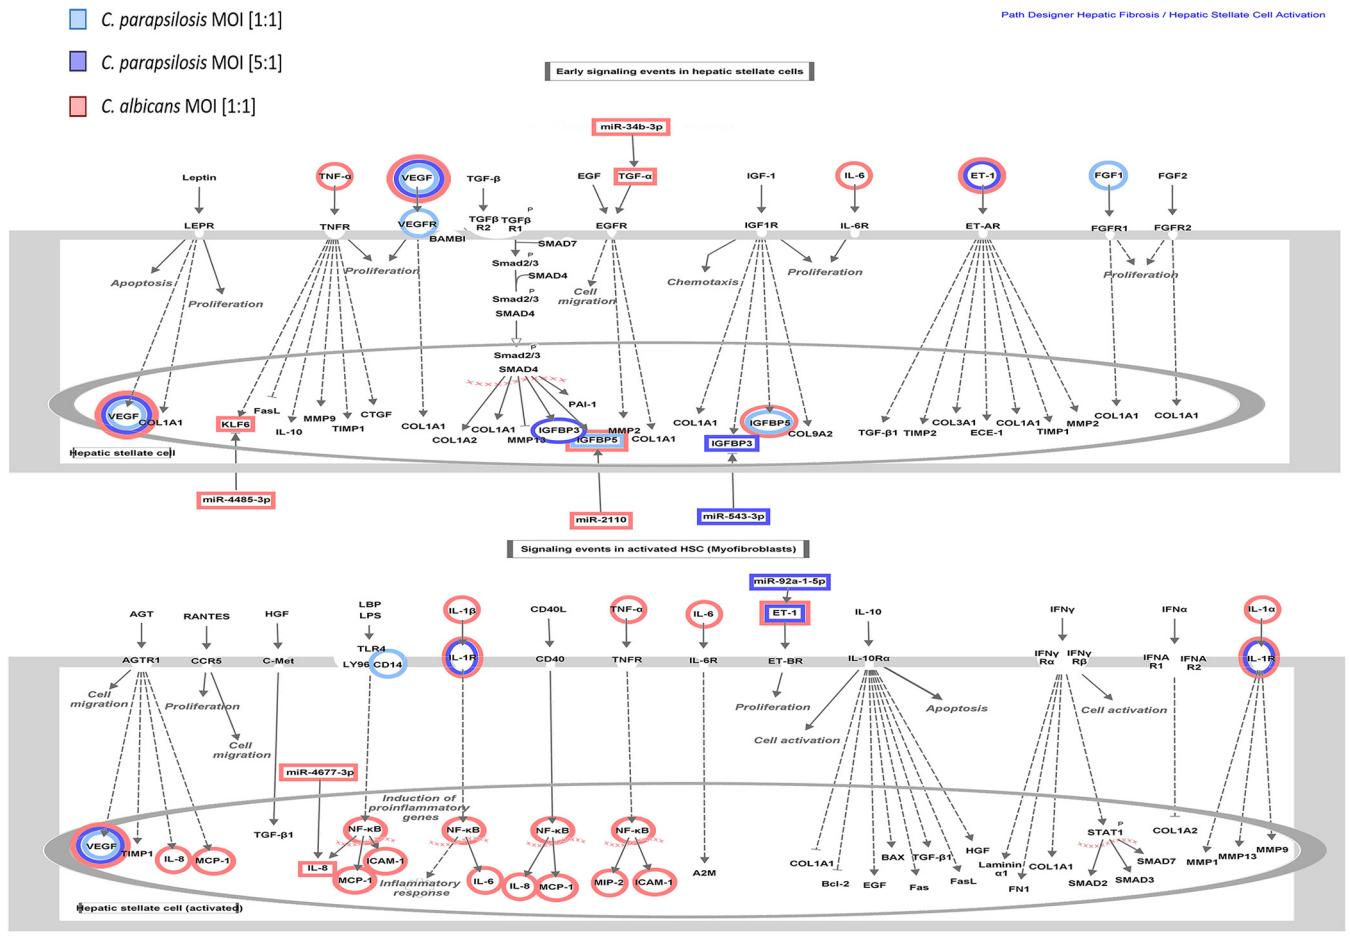 C. parapsilosis MOI [1:1]
Path Designer Hepatic Fibrosis / Hepatic Stellate Cell Activation
C. parapsilosis MOI [5:1]
C. albicans MOI [1:1]
Early signaling events in hepatic stellate cells
miR-34b-3p
Leptin
TNF-α
VEGF
TGF-β
EGF
TGF-α
IGF-1
IL-6
ET-1
FGF1
FGF2
LEPR
TNFR
VEGFR
BAMBI
TGFβ
R2
TGFβ
R1
P
EGFR
IGF1R
IL-6R
ET-AR
FGFR1
FGFR2
SMAD7
Smad2/3
P
SMAD4
Smad2/3
SMAD4
Apoptosis
Proliferation
Proliferation
Cell
migration
Chemotaxis
Proliferation
Proliferation
P
Smad2/3
SMAD4
VEGF
COL1A1
KLF6
FasL
IL-10
MMP9
TIMP1
CTGF
COL1A1
COL1A2
COL1A1
MMP13
IGFBP3
IGFBP5
PAI-1
MMP2
COL1A1
COL1A1
IGFBP3
IGFBP5
COL9A2
TGF-β1
TIMP2
COL3A1
ECE-1
COL1A1
TIMP1
MMP2
COL1A1
COL1A1
Hepatic stellate cell
miR-4485-3p
miR-2110
miR-543-3p
Signaling events in activated HSC (Myofibroblasts)
miR-92a-1-5p
AGT
RANTES
HGF
LBP
LPS
IL-1β
CD40L
TNF-α
IL-6
ET-1
IL-10
IFNγ
IFNα
IL-1α
AGTR1
CCR5
C-Met
TLR4
LY96
CD14
IL-1R
CD40
TNFR
IL-6R
ET-BR
IL-10Rα
IFNγ
Rα
IFNγ
Rβ
IFNA
R1
IFNA
R2
IL-1R
Cell
migration
Proliferation
Cell
migration
Proliferation
Cell activation
Apoptosis
Cell activation
miR-4677-3p
Induction of
proinflammatory
genes
VEGF
TIMP1
IL-8
MCP-1
TGF-β1
NF-κB
IL-8
MCP-1
ICAM-1
NF-κB
Inflammatory
response
IL-6
NF-κB
IL-8
MCP-1
NF-κB
MIP-2
ICAM-1
A2M
COL1A1
Bcl-2
EGF
BAX
Fas
TGF-β1
FasL
HGF
Laminin
α1
FN1
COL1A1
P
STAT1
SMAD2
SMAD3
SMAD7
COL1A2
MMP1
MMP13
MMP9
Hepatic stellate cell (activated)